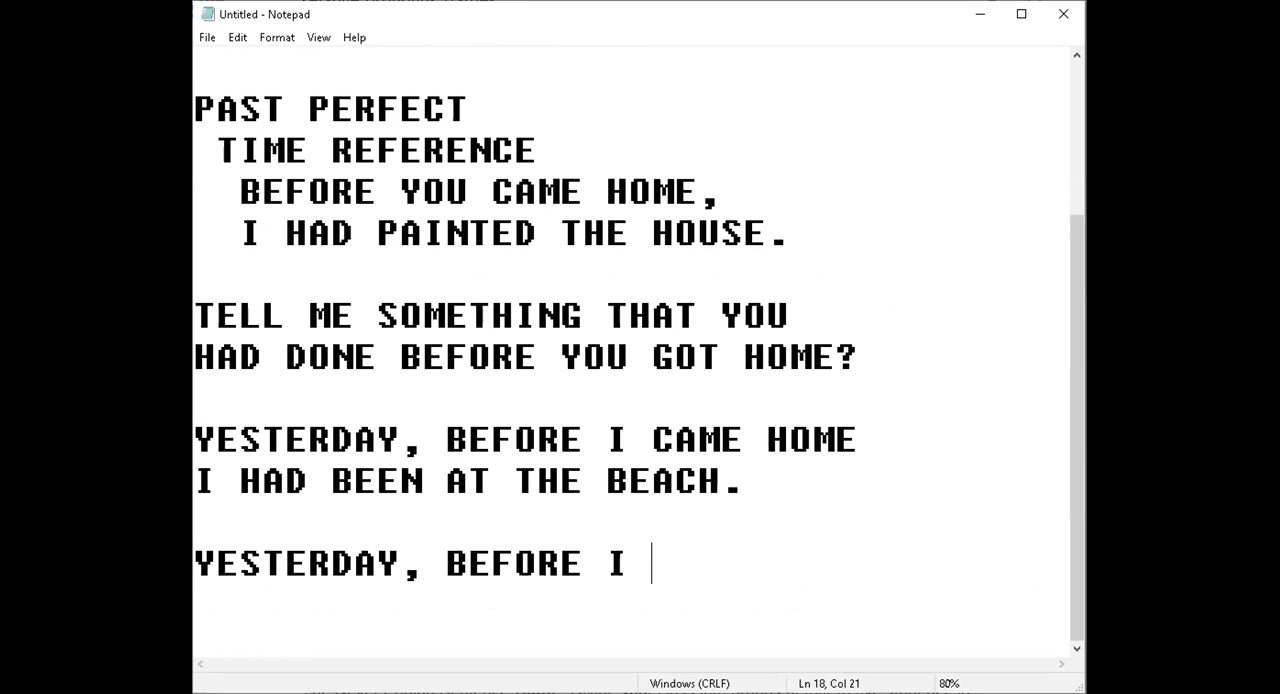 Untitled - Notepad
File Edit Format View Help
PAST PERFECT
TIME REFERENCE
BEFORE YOU CAME HOME,
I HAD PAINTED THE HOUSE.
TELL ME SOMETHING THAT YOU
HAD DONE BEFORE YOU GOT HOME?
YESTERDAY, BEFORE I CAME HOME
I HAD BEEN AT THE BEACH.
YESTERDAY, BEFORE I
Windows (CRLF) Ln 18, Col 21 80%